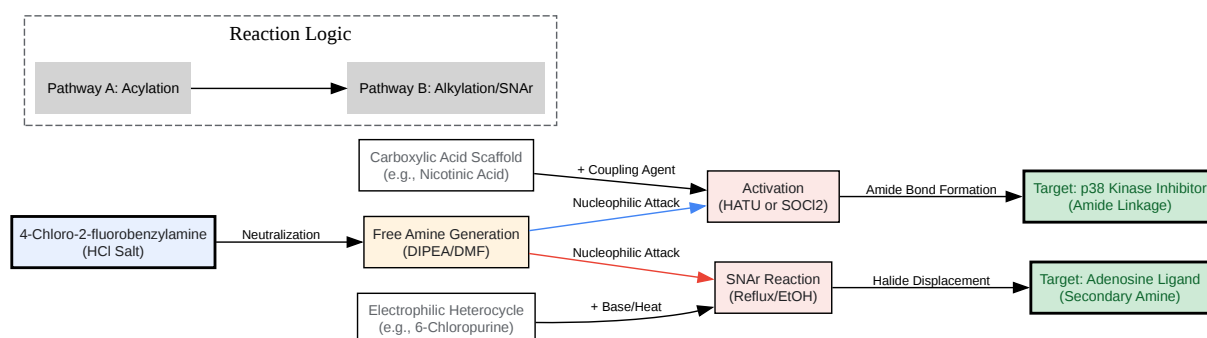 Reaction Logic
Pathway A: Acylation
Pathway B: Alkylation/SNAr
Carboxylic Acid Scaffold
(e.g., Nicotinic Acid)
+ Coupling Agent
Activation
(HATU or SOCl2)
Amide Bond Formation
Target: p38 Kinase Inhibitor
(Amide Linkage)
4-Chloro-2-fluorobenzylamine
(HCl Salt)
Neutralization
Free Amine Generation
(DIPEA/DMF)
Nucleophilic Attack
Nucleophilic Attack
SNAr Reaction
(Reflux/EtOH)
Halide Displacement
Target: Adenosine Ligand
(Secondary Amine)
Electrophilic Heterocycle
(e.g., 6-Chloropurine)
+ Base/Heat